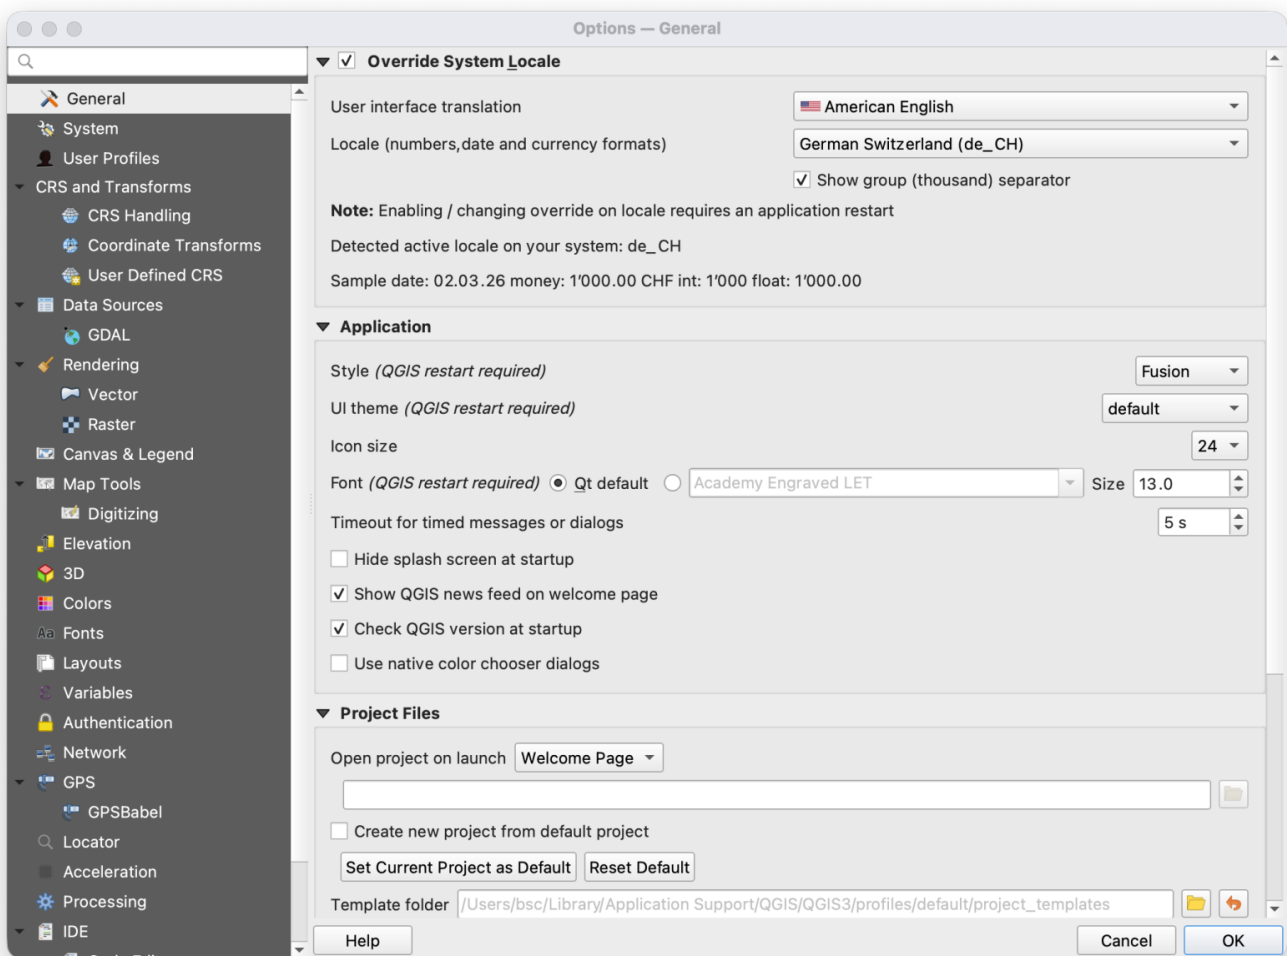 Options — General
General
System
User Profiles
CRS and Transforms
CRS Handling
Coordinate Transforms
User Defined CRS
Data Sources
GDAL
Rendering
Vector
Raster
Canvas & Legend
Map Tools
Digitizing
Elevation
3D
Colors
Aa Fonts
Layouts
Variables
Authentication
Network
GPS
GPSBabel
Locator
Acceleration
Processing
IDE
Override System Locale
User interface translation American English
Locale (numbers,date and currency formats) German Switzerland (de_CH)
Show group (thousand) separator
Note: Enabling / changing override on locale requires an application restart
Detected active locale on your system: de_CH
Sample date: 02.03.26 money: 1’000.00 CHF int: 1’000 float: 1’000.00
Application
Style (QGIS restart required) Fusion
UI theme (QGIS restart required) default
Icon size 24
Font (QGIS restart required) Qt default Academy Engraved LET Size 13.0
Timeout for timed messages or dialogs 5 s
Hide splash screen at startup
Show QGIS news feed on welcome page
Check QGIS version at startup
Use native color chooser dialogs
Project Files
Open project on launch Welcome Page
Create new project from default project
Set Current Project as Default Reset Default
Template folder /Users/bsc/Library/Application Support/QGIS/QGIS3/profiles/default/project_templates
Help Cancel OK